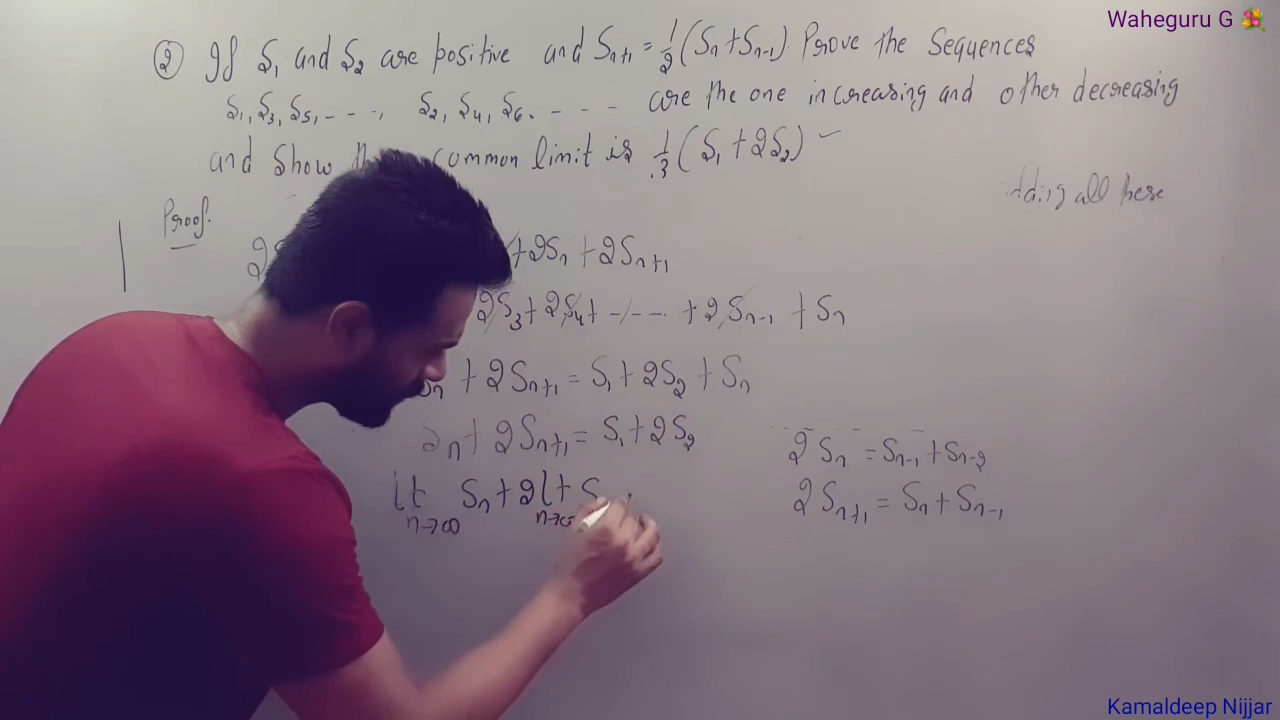 Waheguru G 💐
② If S₁ and S₂ are positive and Sₙ₊₁ = 1/2 (Sₙ + Sₙ₋₁). Prove the Sequences
S₁, S₃, S₅, - - - , S₂, S₄, S₆, - - - - are the one increasing and other decreasing
and Show common limit is 1/3 (S₁ + 2S₂)
adding all these
Proof.
+ 2Sₙ + 2Sₙ₊₁
2S₃ + 2S₄ + - - - - + 2Sₙ₋₁ + Sₙ
Sₙ + 2Sₙ₊₁ = S₁ + 2S₂ + Sₙ
Sₙ + 2Sₙ₊₁ = S₁ + 2S₂
2Sₙ = Sₙ₋₁ + Sₙ₋₂
lt n→∞ Sₙ + 2 lt n→∞ S
2Sₙ₊₁ = Sₙ + Sₙ₋₁
Kamaldeep Nijjar